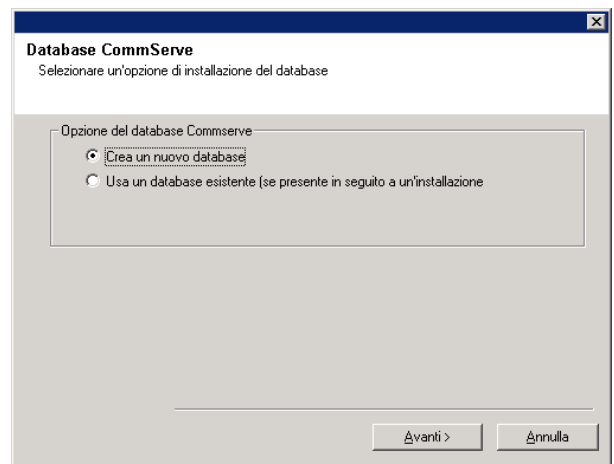 Database CommServe
Selezionare un'opzione di installazione del database
Opzione del database Commserve
Crea un nuovo database
Usa un database esistente (se presente in seguito a un'installazione
Avanti >
Annulla